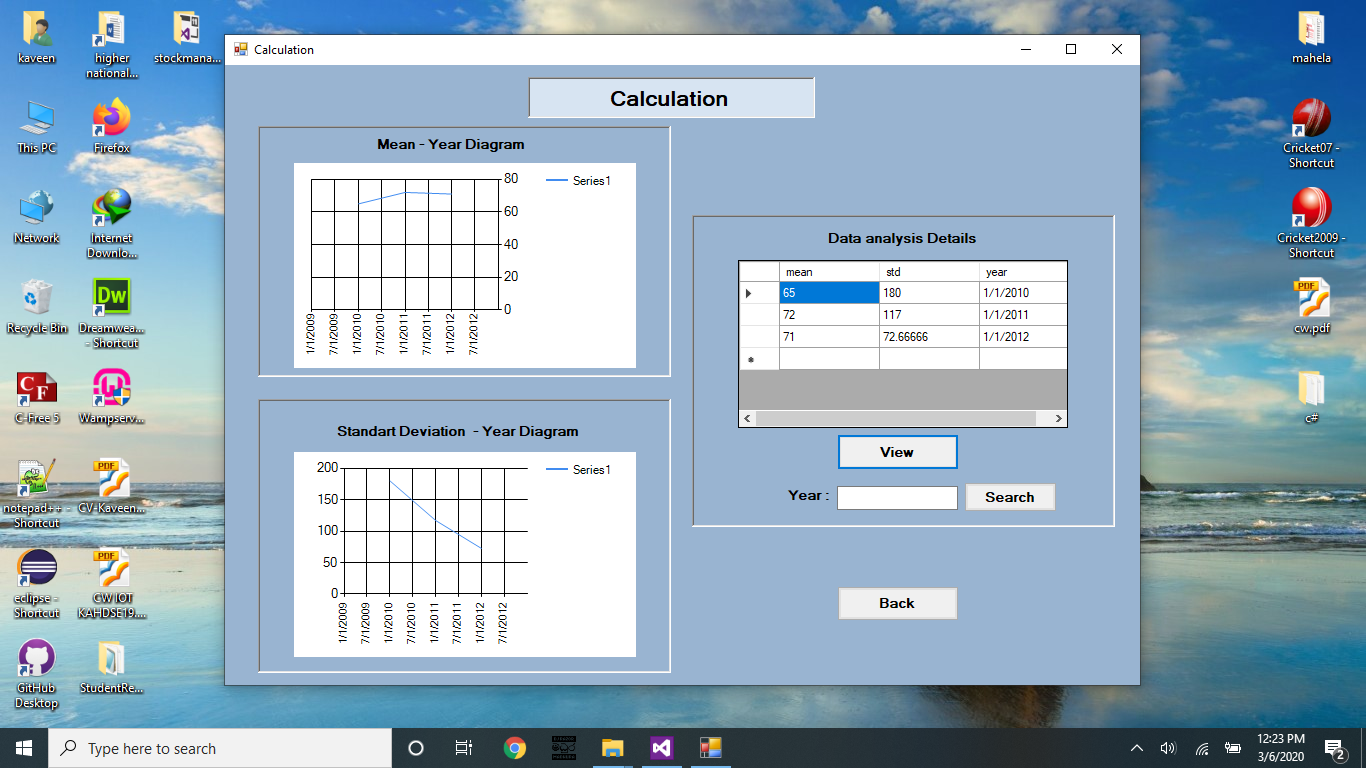 kaveen
higher
national...
stockmana...
This PC
Firefox
Network
Internet
Downlo...
Recycle Bin
Dreamwea...
- Shortcut
C-Free 5
Wampserv...
notepad++ -
Shortcut
CV-Kaveen...
eclipse -
Shortcut
CW IOT
KAHDSE19....
GitHub
Desktop
StudentRe...
Calculation
Calculation
Mean - Year Diagram
Series1
80
60
40
20
0
1/1/2009
7/1/2009
1/1/2010
7/1/2010
1/1/2011
7/1/2011
1/1/2012
7/1/2012
Standart Deviation - Year Diagram
Series1
200
150
100
50
0
1/1/2009
7/1/2009
1/1/2010
7/1/2010
1/1/2011
7/1/2011
1/1/2012
7/1/2012
Data analysis Details
mean std year
65 180 1/1/2010
72 117 1/1/2011
71 72.66666 1/1/2012
View
Year :
Search
Back
mahela
Cricket07 -
Shortcut
Cricket2009 -
Shortcut
PDF
cw.pdf
c#
Type here to search
12:23 PM
3/6/2020
2